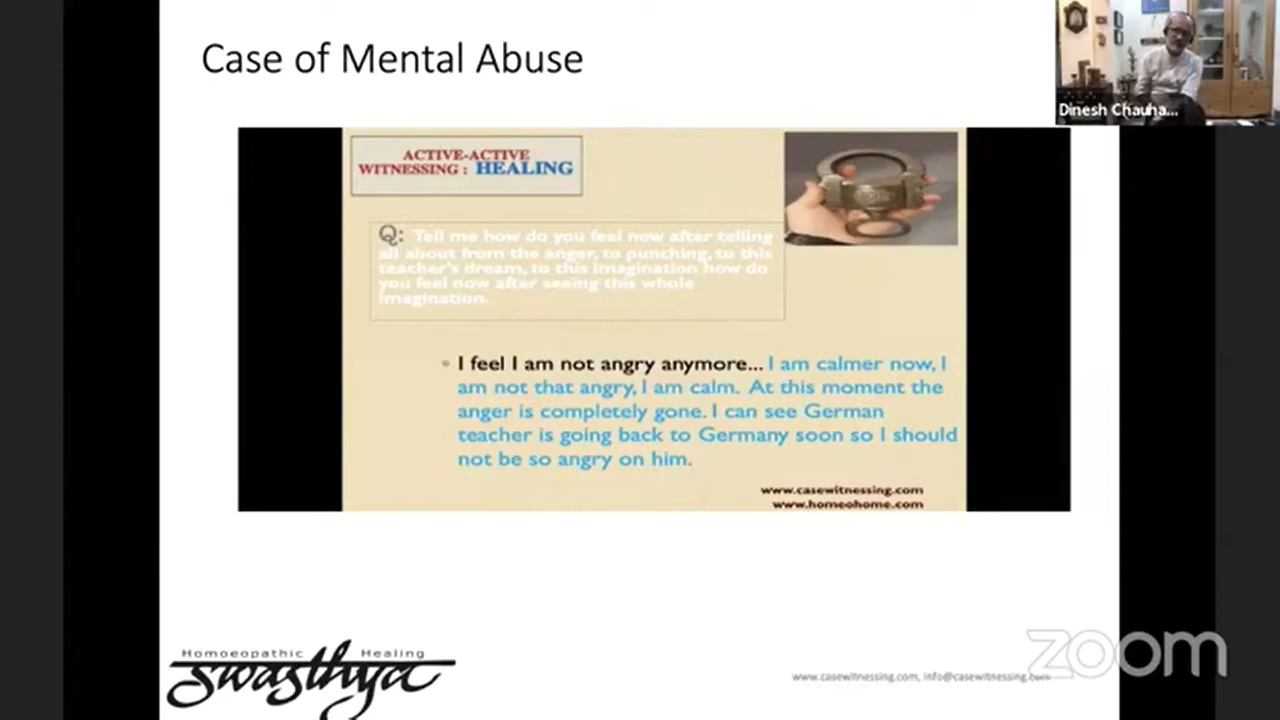 Case of Mental Abuse
Dinesh Chauha...
ACTIVE-ACTIVE
WITNESSING : HEALING
Q: Tell me how do you feel now after telling
all about from the anger, to punching, to this
teacher's dream, to this imagination how do
you feel now after seeing this whole
imagination.
I feel I am not angry anymore... I am calmer now, I
am not that angry, I am calm. At this moment the
anger is completely gone. I can see German
teacher is going back to Germany soon so I should
not be so angry on him.
www.casewitnessing.com
www.homeohome.com
Homoeopathic Healing
swasthya
zoom
www.casewitnessing.com, info@casewitnessing.com